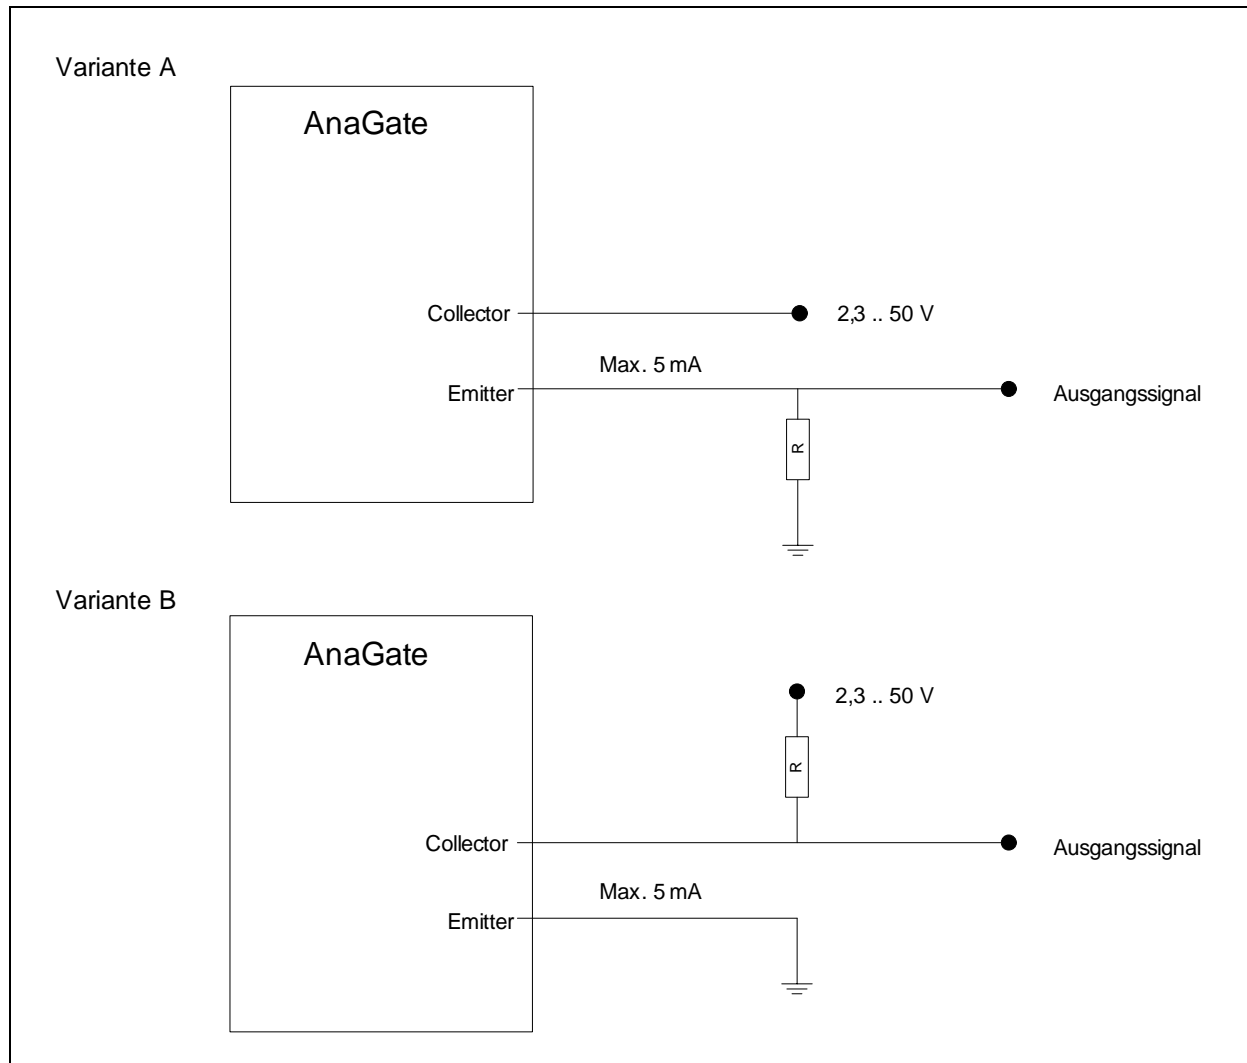 Variante A
AnaGate
Collector
2,3 .. 50 V
Max. 5 mA
Emitter
Ausgangssignal
R
Variante B
AnaGate
2,3 .. 50 V
R
Collector
Ausgangssignal
Max. 5 mA
Emitter